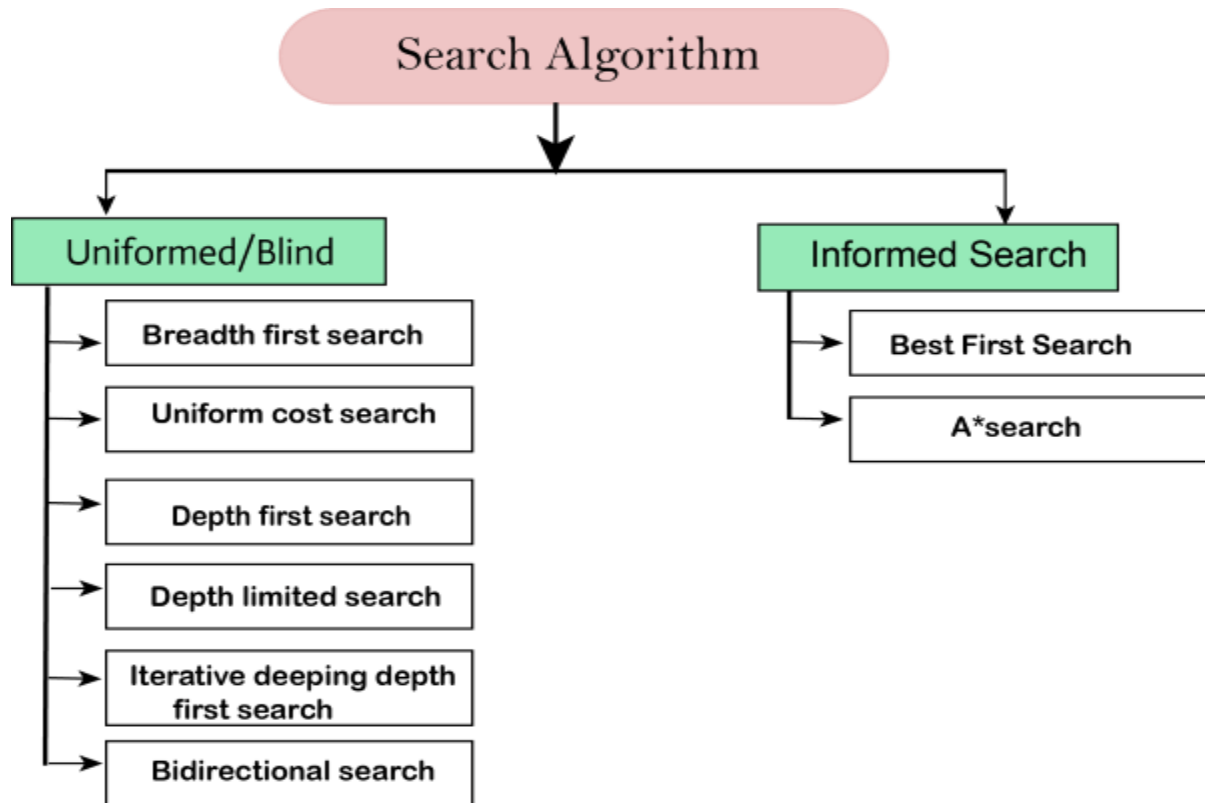 Search Algorithm
Uniformed/Blind
Breadth first search
Uniform cost search
Depth first search
Depth limited search
Iterative deeping depth
first search
Bidirectional search
Informed Search
Best First Search
A*search